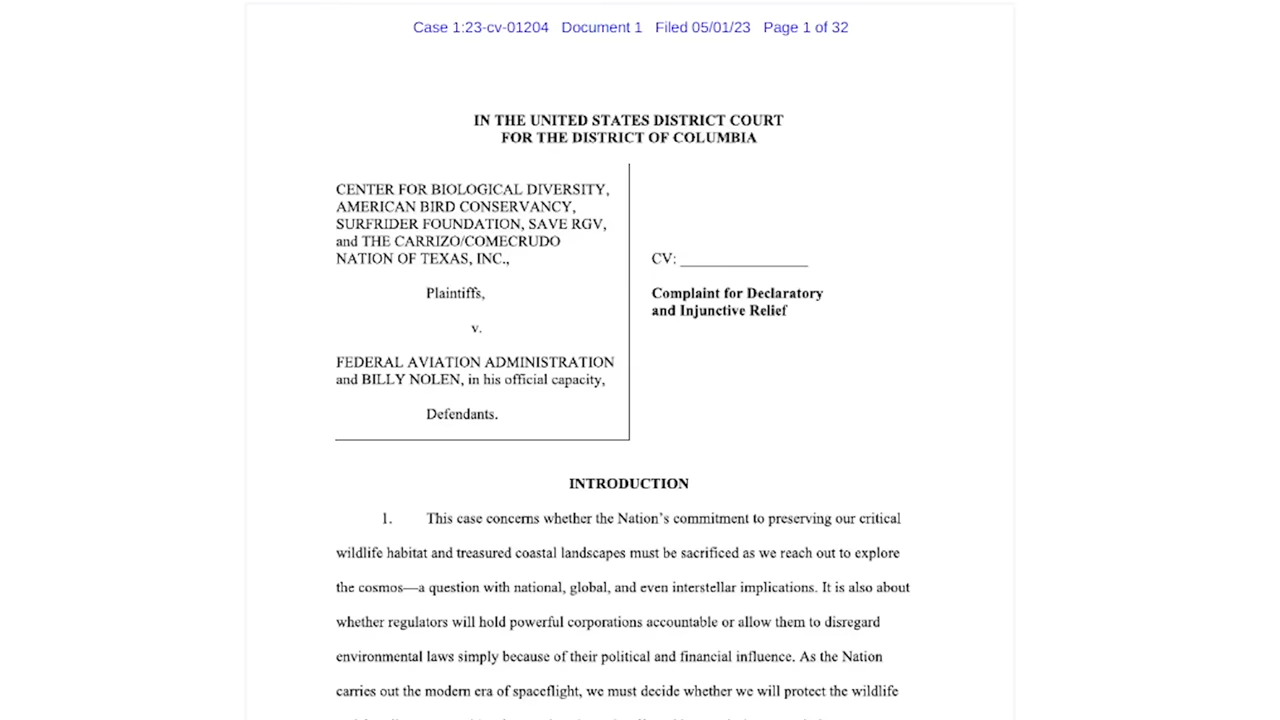 Case 1:23-cv-01204 Document 1 Filed 05/01/23 Page 1 of 32
IN THE UNITED STATES DISTRICT COURT
FOR THE DISTRICT OF COLUMBIA
CENTER FOR BIOLOGICAL DIVERSITY,
AMERICAN BIRD CONSERVANCY,
SURFRIDER FOUNDATION, SAVE RGV,
and THE CARRIZO/COMECRUDO
NATION OF TEXAS, INC.,
Plaintiffs,
v.
FEDERAL AVIATION ADMINISTRATION
and BILLY NOLEN, in his official capacity,
Defendants.
CV: ________________
Complaint for Declaratory
and Injunctive Relief
INTRODUCTION
1. This case concerns whether the Nation’s commitment to preserving our critical
wildlife habitat and treasured coastal landscapes must be sacrificed as we reach out to explore
the cosmos—a question with national, global, and even interstellar implications. It is also about
whether regulators will hold powerful corporations accountable or allow them to disregard
environmental laws simply because of their political and financial influence. As the Nation
carries out the modern era of spaceflight, we must decide whether we will protect the wildlife